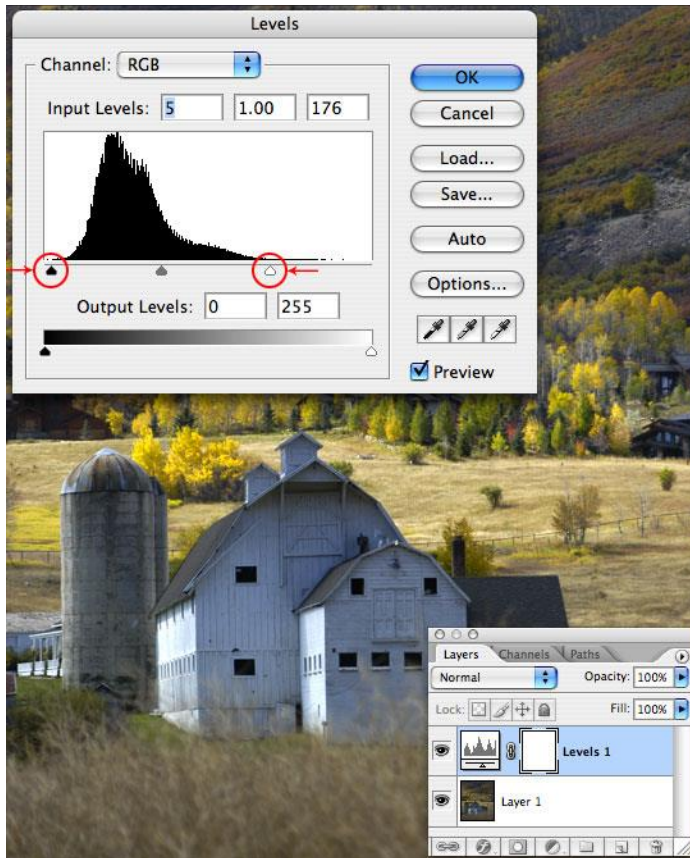 Levels
Channel: RGB
Input Levels: 5 1.00 176
Output Levels: 0 255
OK
Cancel
Load...
Save...
Auto
Options...
Preview
Layers Channels Paths
Normal Opacity: 100%
Lock: Fill: 100%
Levels 1
Layer 1